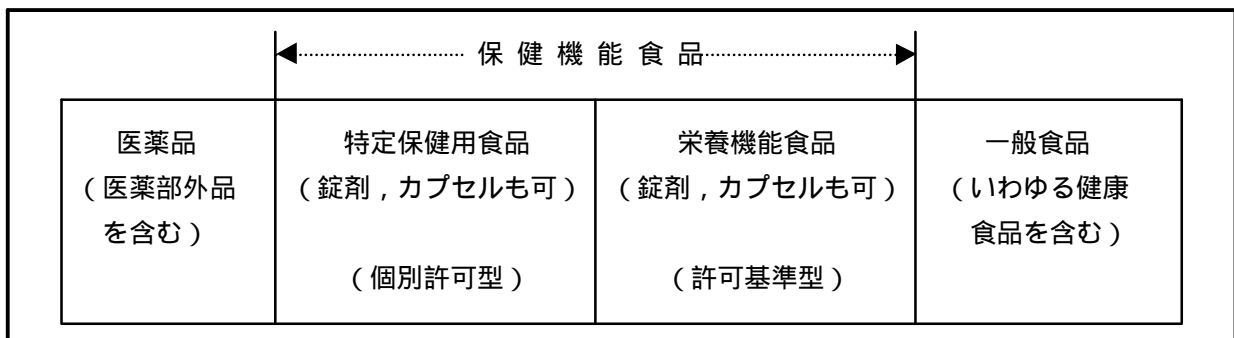 保健機能食品
医薬品
（医薬部外品
を含む）
特定保健用食品
（錠剤，カプセルも可）
（個別許可型）
栄養機能食品
（錠剤，カプセルも可）
（許可基準型）
一般食品
（いわゆる健康
食品を含む）